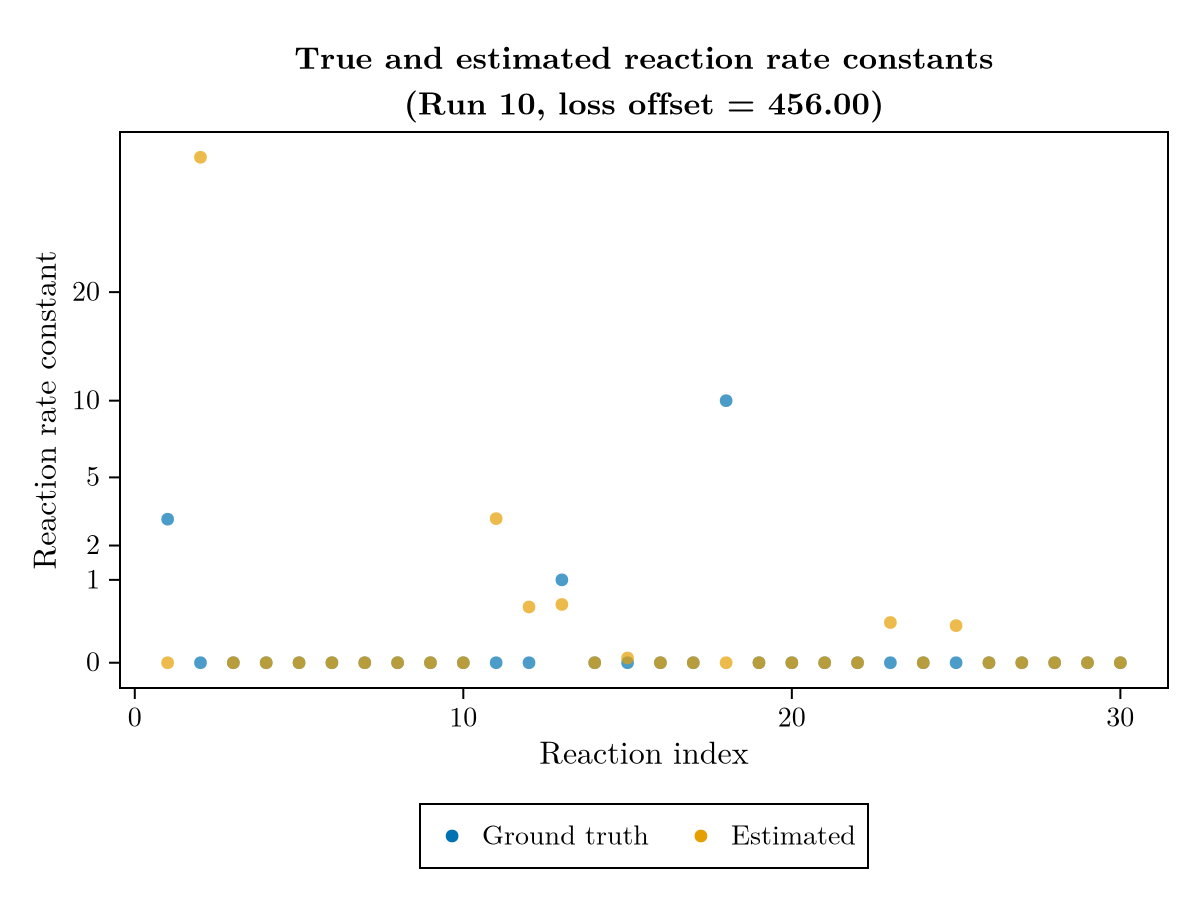 True and estimated reaction rate constants
(Run 10, loss offset = 456.00)
Reaction rate constant
20
10
5
2
1
0
0 10 20 30
Reaction index
Ground truth Estimated